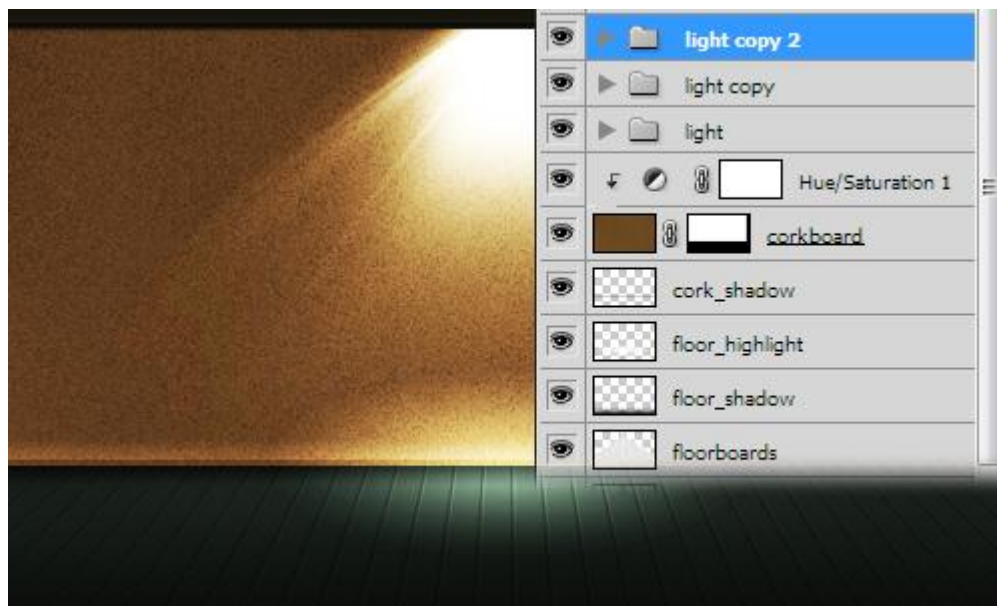 light copy 2
light copy
light
Hue/Saturation 1
corkboard
cork_shadow
floor_highlight
floor_shadow
floorboards